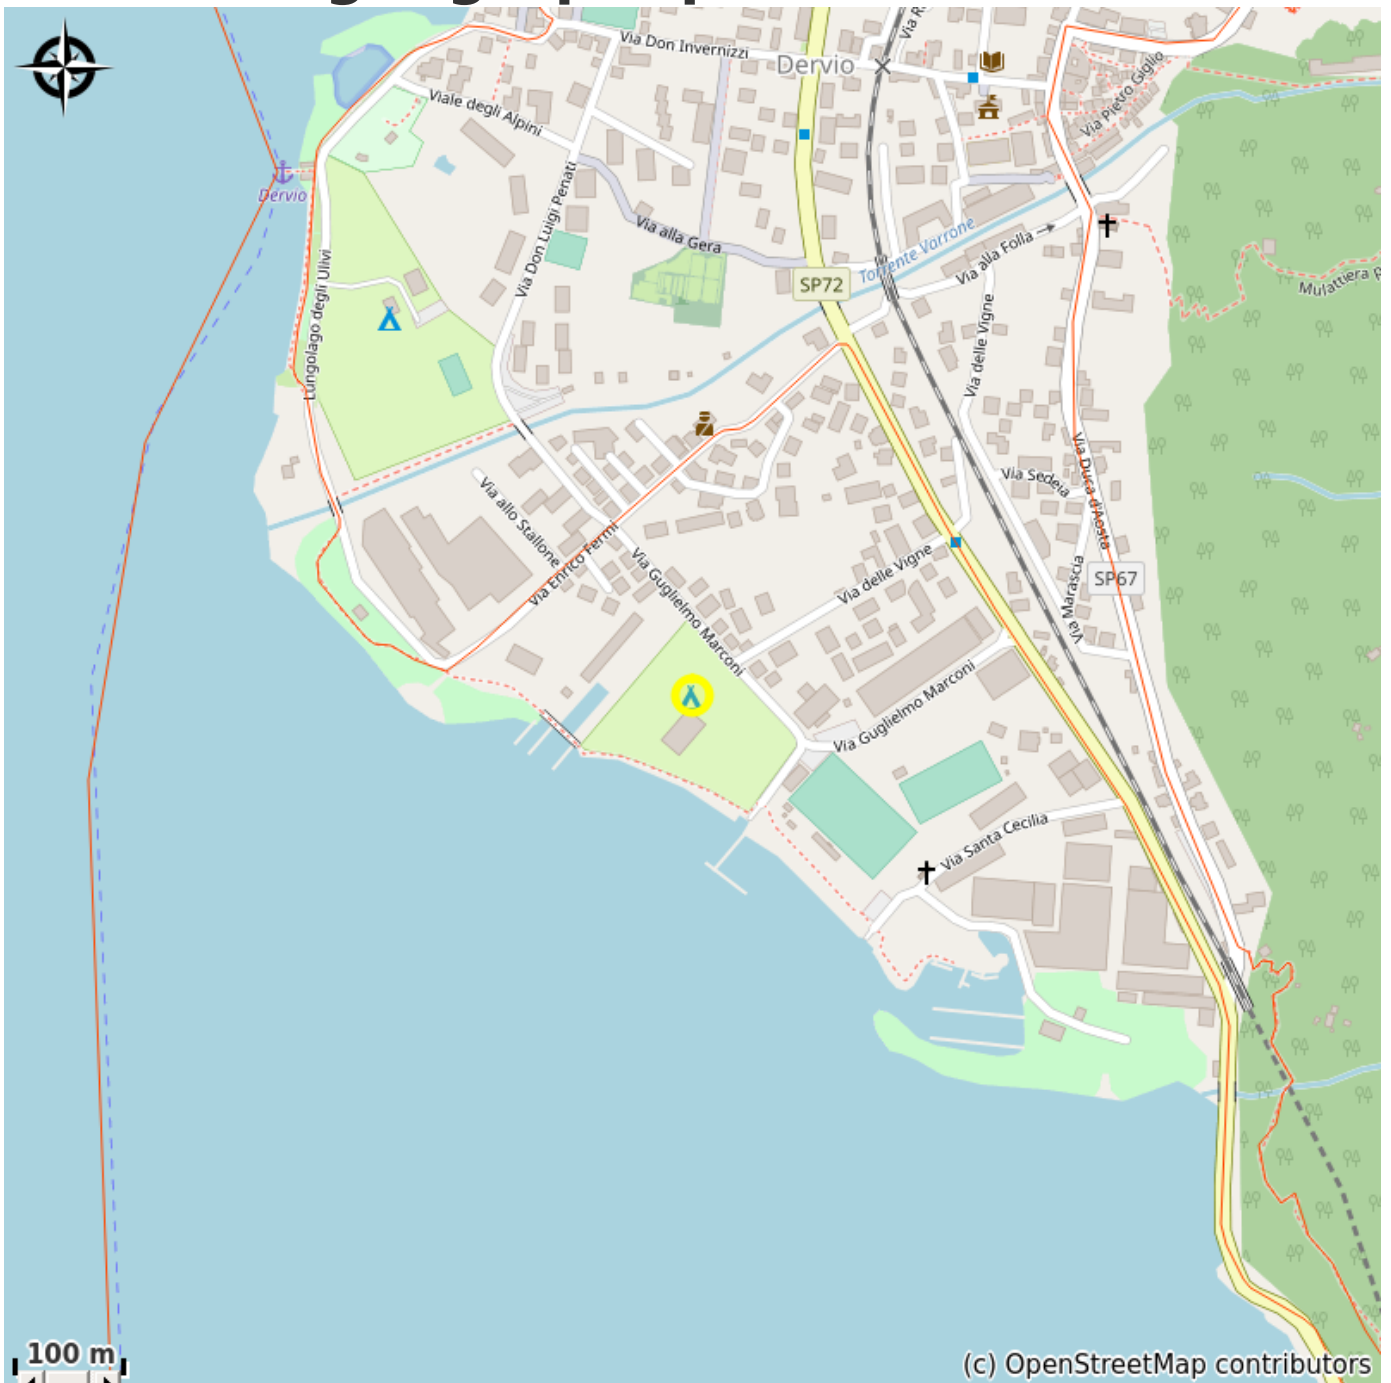 Via Don Invernizzi
Dervio
Via R
Via Pietro Giglio
Viale degli Alpini
Dervio
Via Don Luigi Penati
Via alla Gera
Torrente Varrone
Via alla Folla
SP72
Mulattiera p
Lungolago degli Ulivi
Via delle Vigne
Via Duca d'Aosta
Via Sedeia
Via allo Stallone
Via Enrico Fermi
Via Guglielmo Marconi
Via delle Vigne
SP67
Via Marascia
Via Guglielmo Marconi
Via Santa Cecilia
100 m
(c) OpenStreetMap contributors